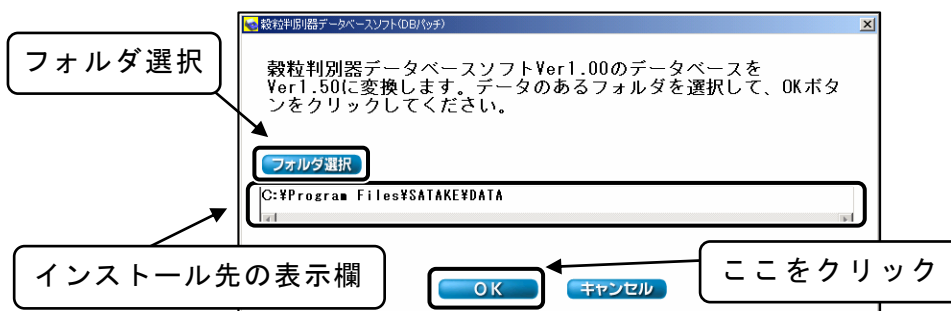 穀粒判別器データベースソフト(DBパッチ)
フォルダ選択
穀粒判別器データベースソフトVer1.00のデータベースを
Ver1.50に変換します。データのあるフォルダを選択して、OKボタ
ンをクリックしてください。
フォルダ選択
C:¥Program Files¥SATAKE¥DATA
インストール先の表示欄
ここをクリック
OK
キャンセル